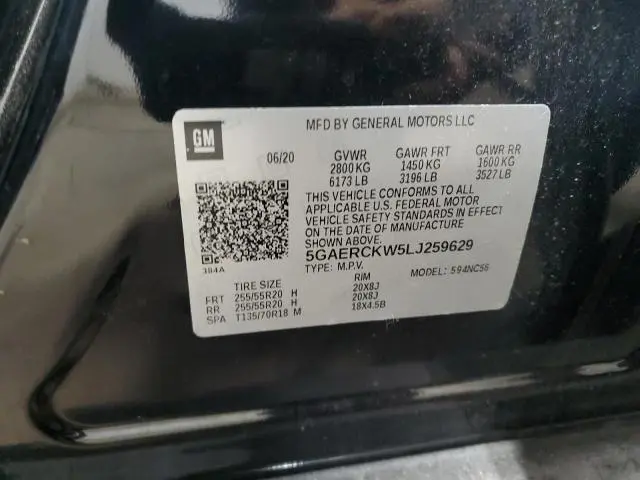 GM
MFD BY GENERAL MOTORS LLC
06/20 GVWR GAWR FRT GAWR RR
2800 KG 1450 KG 1600 KG
6173 LB 3196 LB 3527 LB
THIS VEHICLE CONFORMS TO ALL
APPLICABLE U.S. FEDERAL MOTOR
VEHICLE SAFETY STANDARDS IN EFFECT
ON THE DATE OF MANUFACTURE
SHOWN ABOVE.
5GAERCKW5LJ259629
384A
TYPE: M.P.V. MODEL: 594NC56
TIRE SIZE RIM
FRT 255/55R20 H 20X8J
RR 255/55R20 H 20X8J
SPA T135/70R18 M 18X4.5B